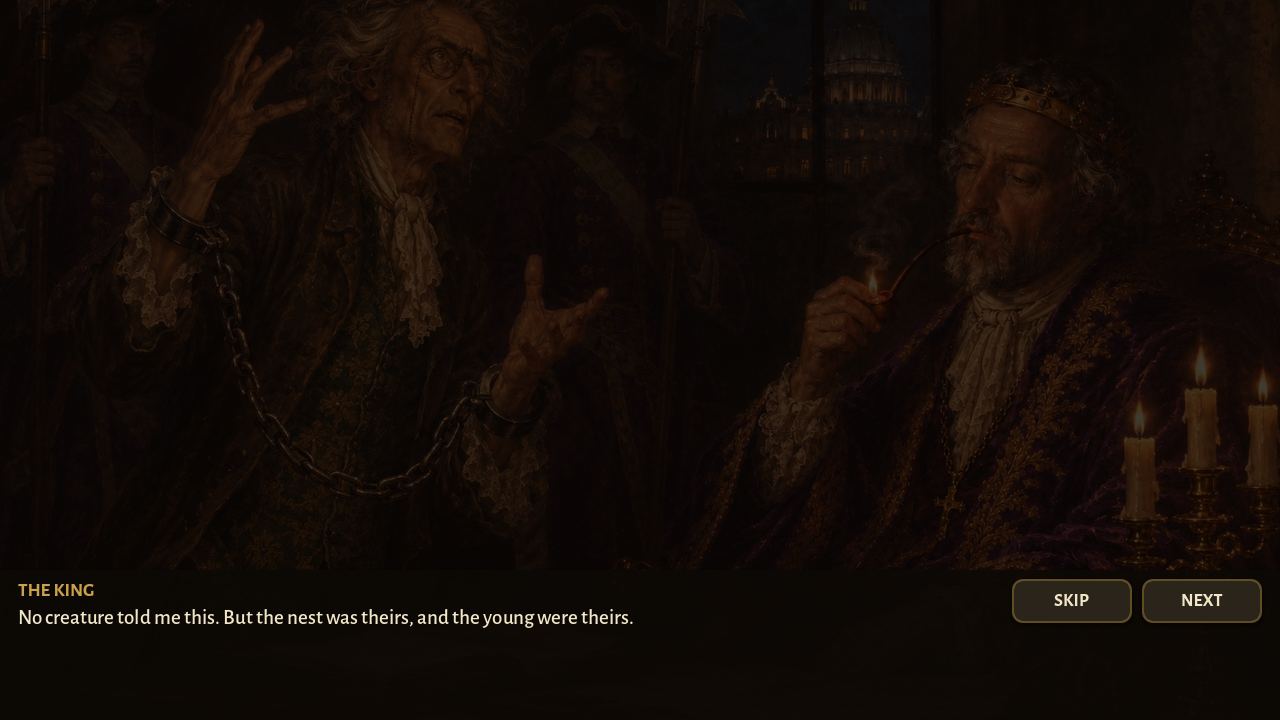 THE KING
No creature told me this. But the nest was theirs, and the young were theirs.
SKIP
NEXT